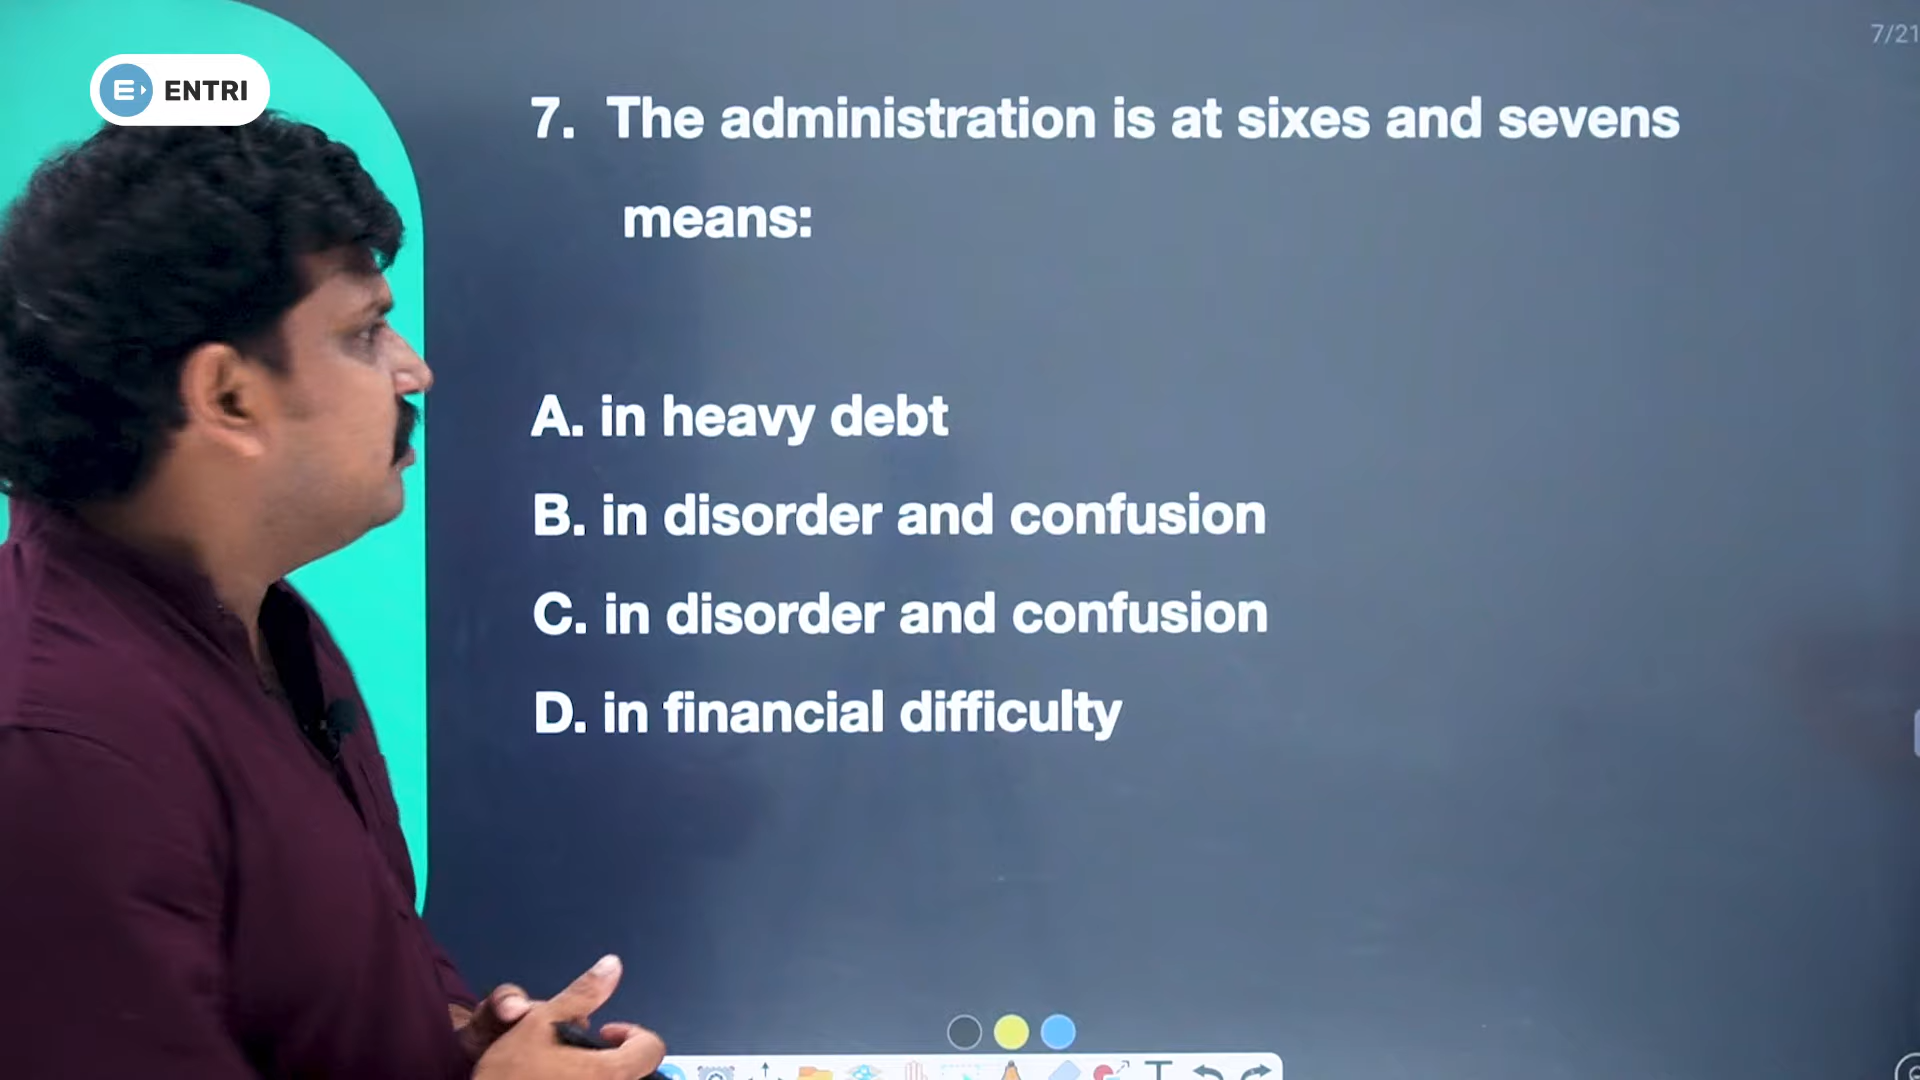 ENTRI
7/21
7. The administration is at sixes and sevens
means:
A. in heavy debt
B. in disorder and confusion
C. in disorder and confusion
D. in financial difficulty